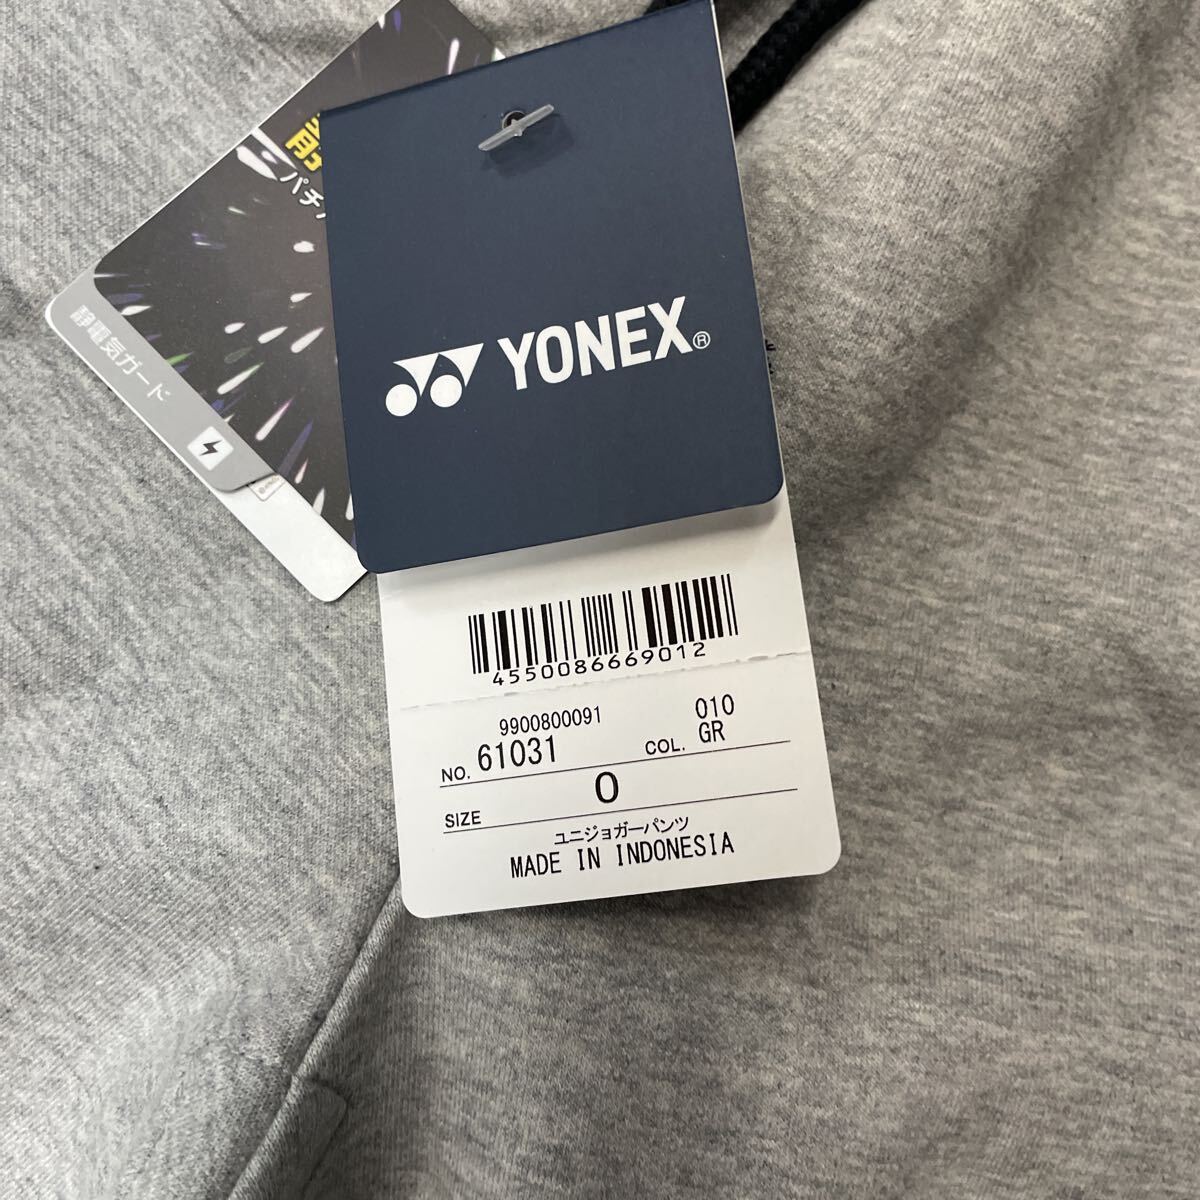 パチ
静電気ガード
YONEX®
4550086669012
9900800091
010
NO. 61031
COL. GR
SIZE 0
ユニジョガーパンツ
MADE IN INDONESIA